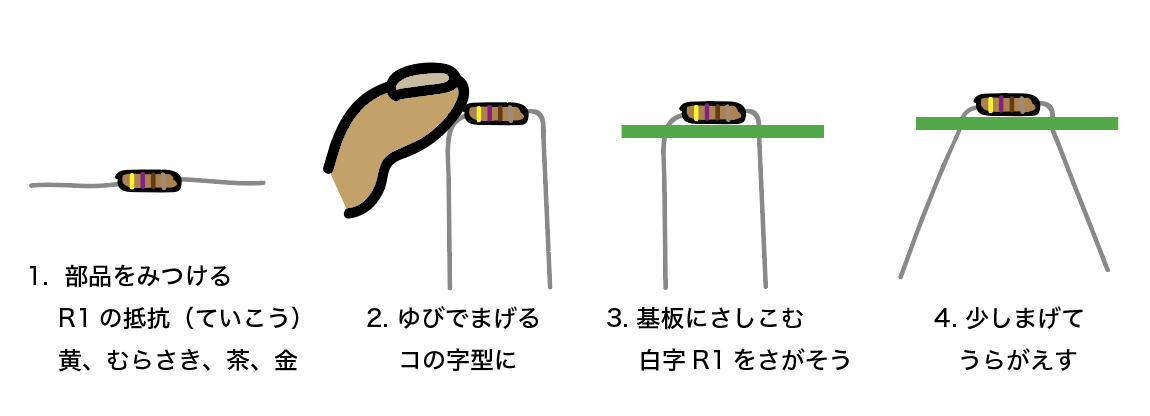 1. 部品をみつける
R1 の抵抗（ていこう）
黄、むらさき、茶、金
2. ゆびでまげる
コの字型に
3. 基板にさしこむ
白字 R1 をさがそう
4. 少しまげて
うらがえす